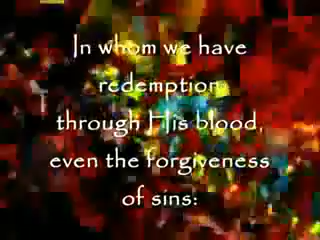 In whom we have
redemption
through His blood,
even the forgiveness
of sins: